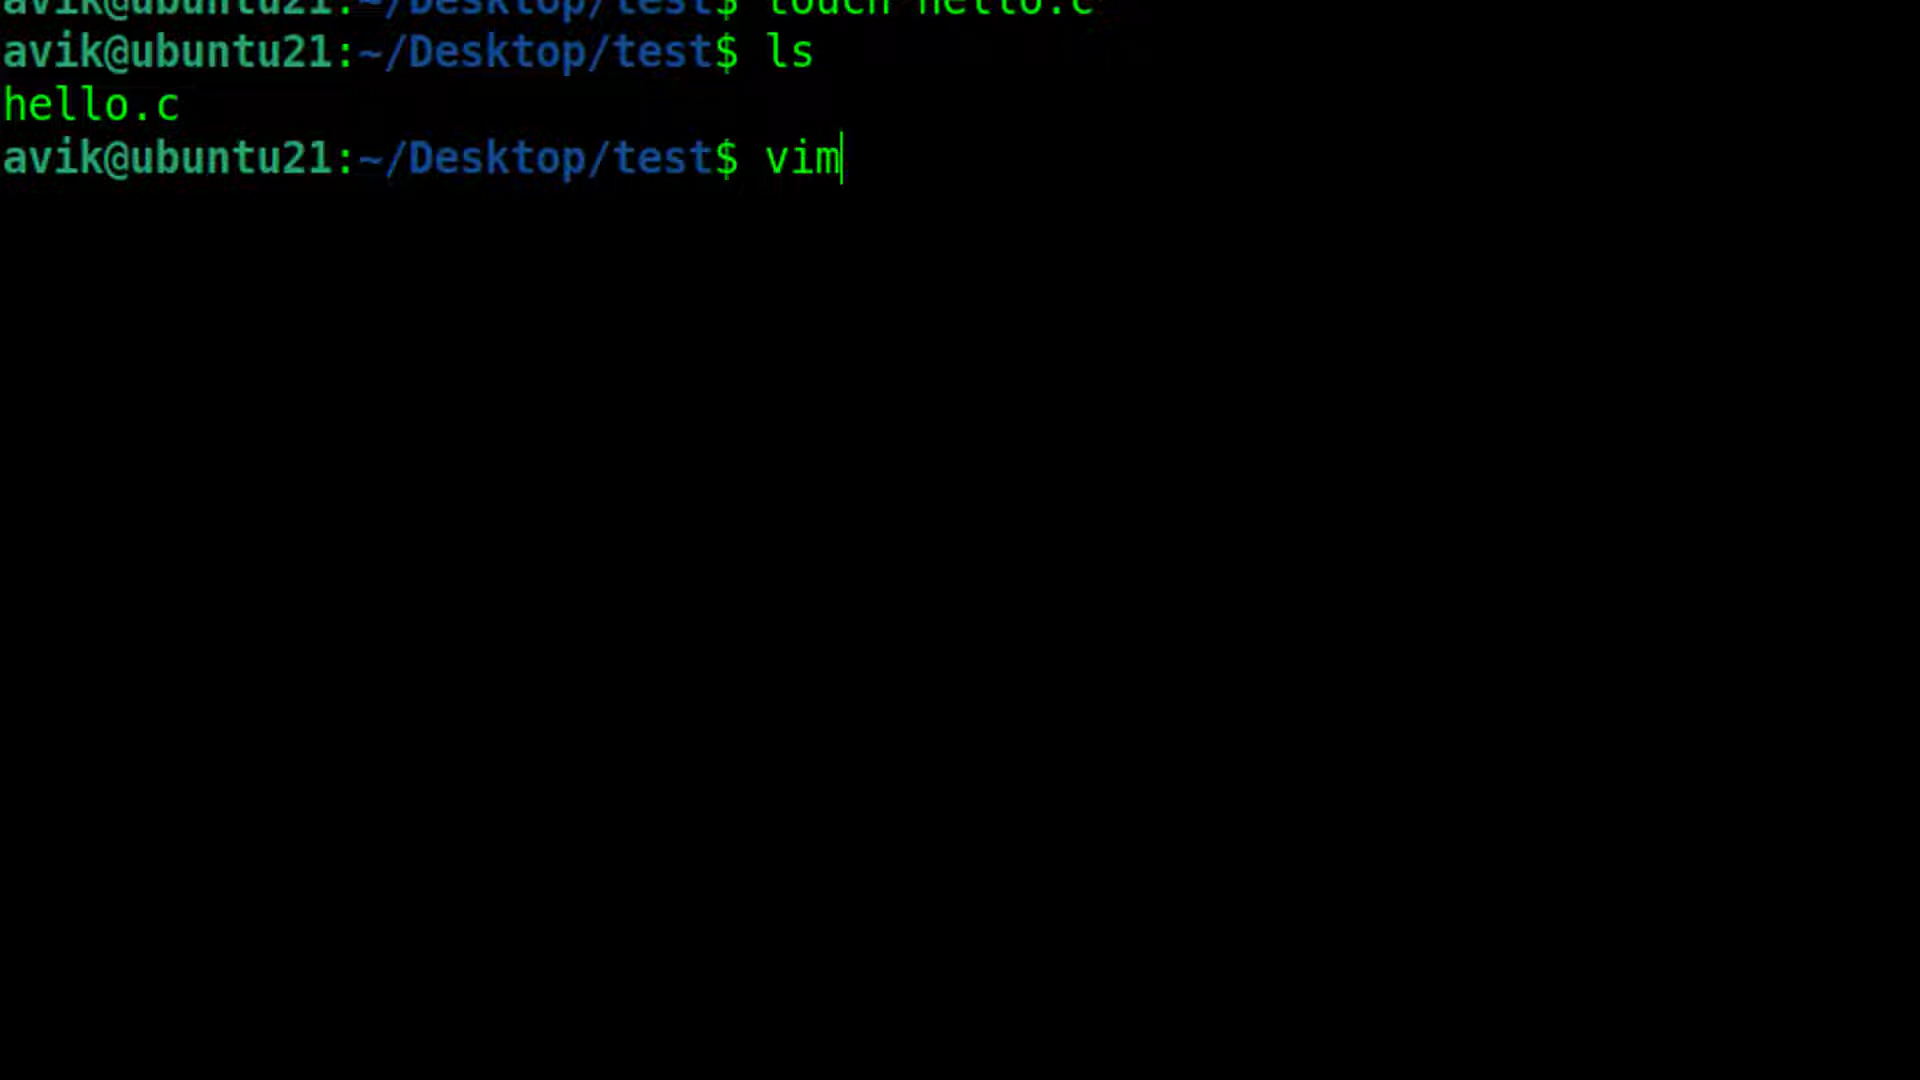 avik@ubuntu21:~/Desktop/test$ touch hello.c
avik@ubuntu21:~/Desktop/test$ ls
hello.c
avik@ubuntu21:~/Desktop/test$ vim